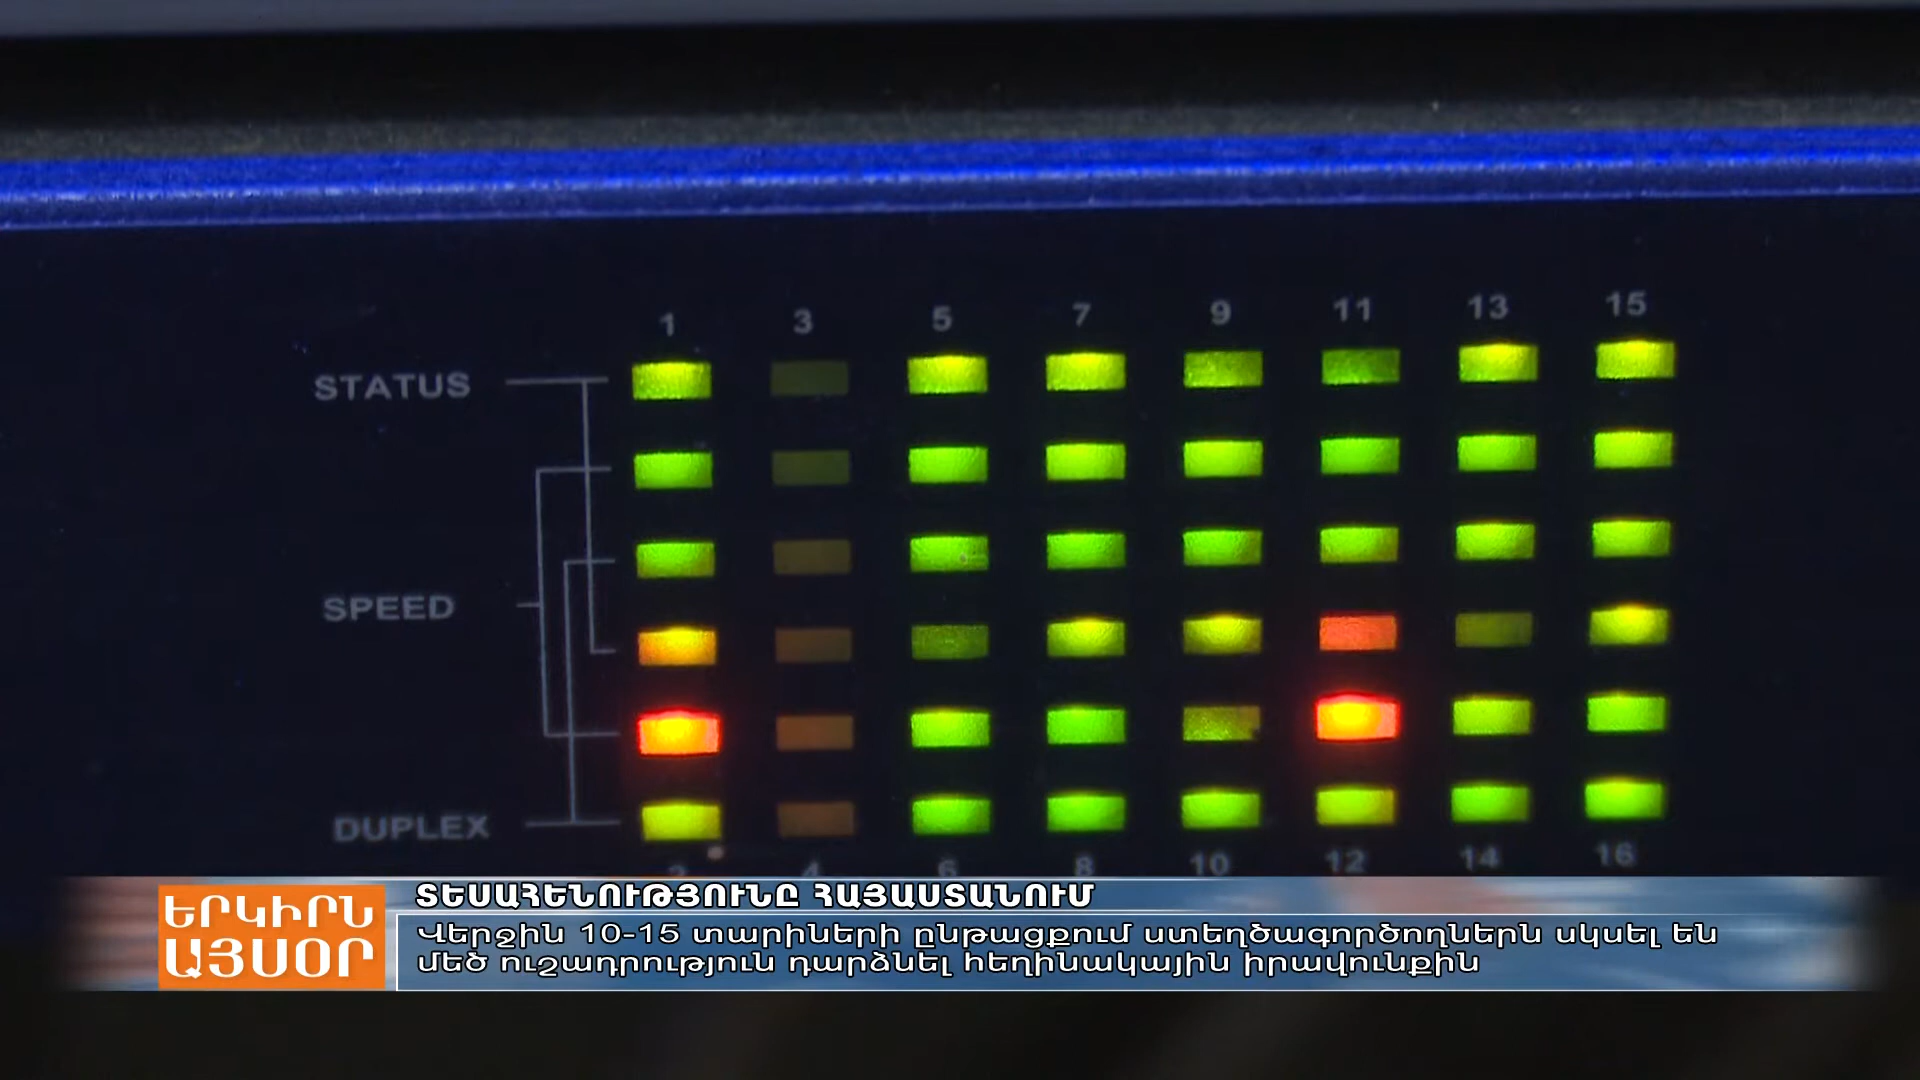 1 3 5 7 9 11 13 15
STATUS
SPEED
DUPLEX
2 4 6 8 10 12 14 16
ԵՐԿԻՐՆ
ԱՅՍՕՐ
ՏԵՍԱՀԵՆՈՒԹՅՈՒՆԸ ՀԱՅԱՍՏԱՆՈՒՄ
Վերջին 10-15 տարիների ընթացքում ստեղծագործողներն սկսել են
մեծ ուշադրություն դարձնել հեղինակային իրավունքին